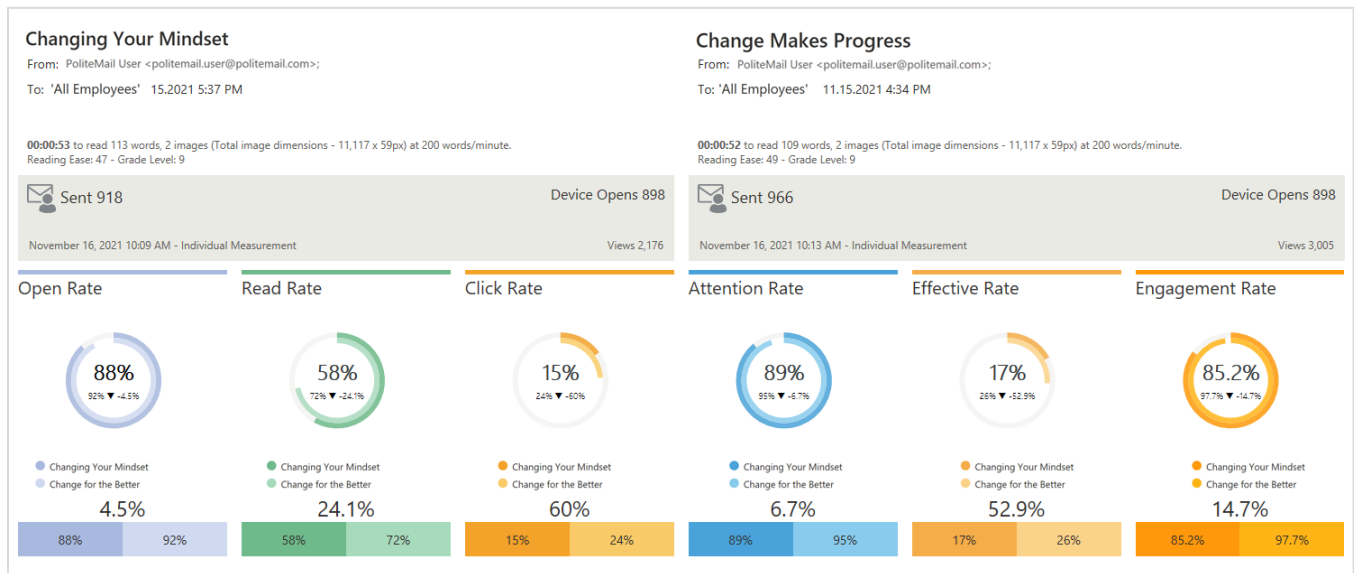 Changing Your Mindset
From: PoliteMail User <politemail.user@politemail.com>;
To: 'All Employees' 15.2021 5:37 PM
00:00:53 to read 113 words, 2 images (Total image dimensions - 11,117 x 59px) at 200 words/minute.
Reading Ease: 47 - Grade Level: 9
Sent 918
Device Opens 898
November 16, 2021 10:09 AM - Individual Measurement
Views 2,176
Change Makes Progress
From: PoliteMail User <politemail.user@politemail.com>;
To: 'All Employees' 11.15.2021 4:34 PM
00:00:52 to read 109 words, 2 images (Total image dimensions - 11,117 x 59px) at 200 words/minute.
Reading Ease: 49 - Grade Level: 9
Sent 966
Device Opens 898
November 16, 2021 10:13 AM - Individual Measurement
Views 3,005
Open Rate
88%
92% ▼ -4.5%
Changing Your Mindset
Change for the Better
4.5%
88% 92%
Read Rate
58%
72% ▼ -24.1%
Changing Your Mindset
Change for the Better
24.1%
58% 72%
Click Rate
15%
24% ▼ -60%
Changing Your Mindset
Change for the Better
60%
15% 24%
Attention Rate
89%
95% ▼ -6.7%
Changing Your Mindset
Change for the Better
6.7%
89% 95%
Effective Rate
17%
26% ▼ -52.9%
Changing Your Mindset
Change for the Better
52.9%
17% 26%
Engagement Rate
85.2%
97.7% ▼ -14.7%
Changing Your Mindset
Change for the Better
14.7%
85.2% 97.7%